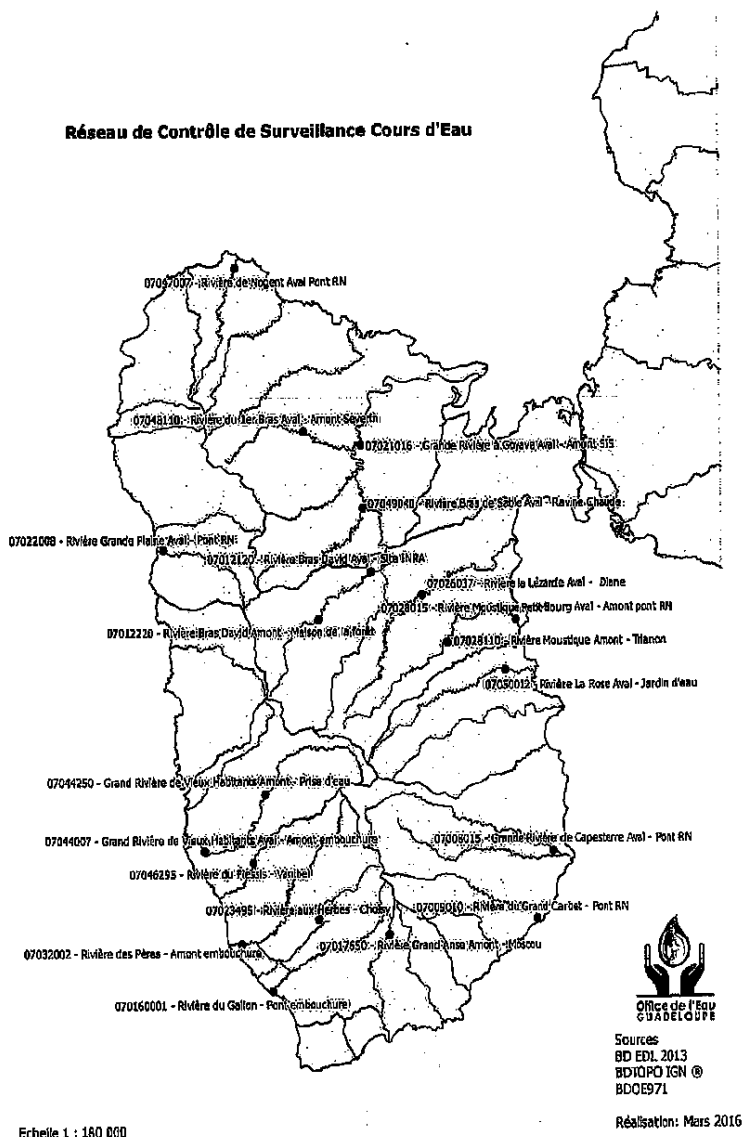 Réseau de Contrôle de Surveillance Cours d'Eau
07047007 - Rivière de Nogent Aval Pont RN
07048110 - Rivière du 1er Bras Aval - Amont Séverin
07021016 - Grande Rivière à Goyave Aval - Amont SIS
07049040 - Rivière Bras de Sable Aval - Ravine Chaude
07022008 - Rivière Grande Plaine Aval - (Pont RN)
07012120 - Rivière Bras David Aval - Site INRA
07026037 - Rivière la Lézarde Aval - Diane
07028015 - Rivière Moustique Petit-Bourg Aval - Amont pont RN
07012220 - Rivière Bras David Amont - Maison de la forêt
07028110 - Rivière Moustique Amont - Trianon
07050012 - Rivière La Rose Aval - Jardin d'eau
07044250 - Grand Rivière de Vieux Habitants Amont - Prise d'eau
07044007 - Grand Rivière de Vieux Habitants Aval - Amont embouchure
07006015 - Grande Rivière de Capesterre Aval - Pont RN
07046295 - Rivière du Plessis - Vanibel
07023495 - Rivière aux Herbes - Choisy
07009010 - Rivière du Grand Carbet - Pont RN
07032002 - Rivière des Pères - Amont embouchure
07017650 - Rivière Grand Anse Amont - Moscou
070160001 - Rivière du Galion - Pont embouchure
Office de l'Eau
GUADELOUPE
Sources
BD EDL 2013
BDTOPO IGN ®
BDOE971
Echelle 1 : 180 000
Réalisation: Mars 2016